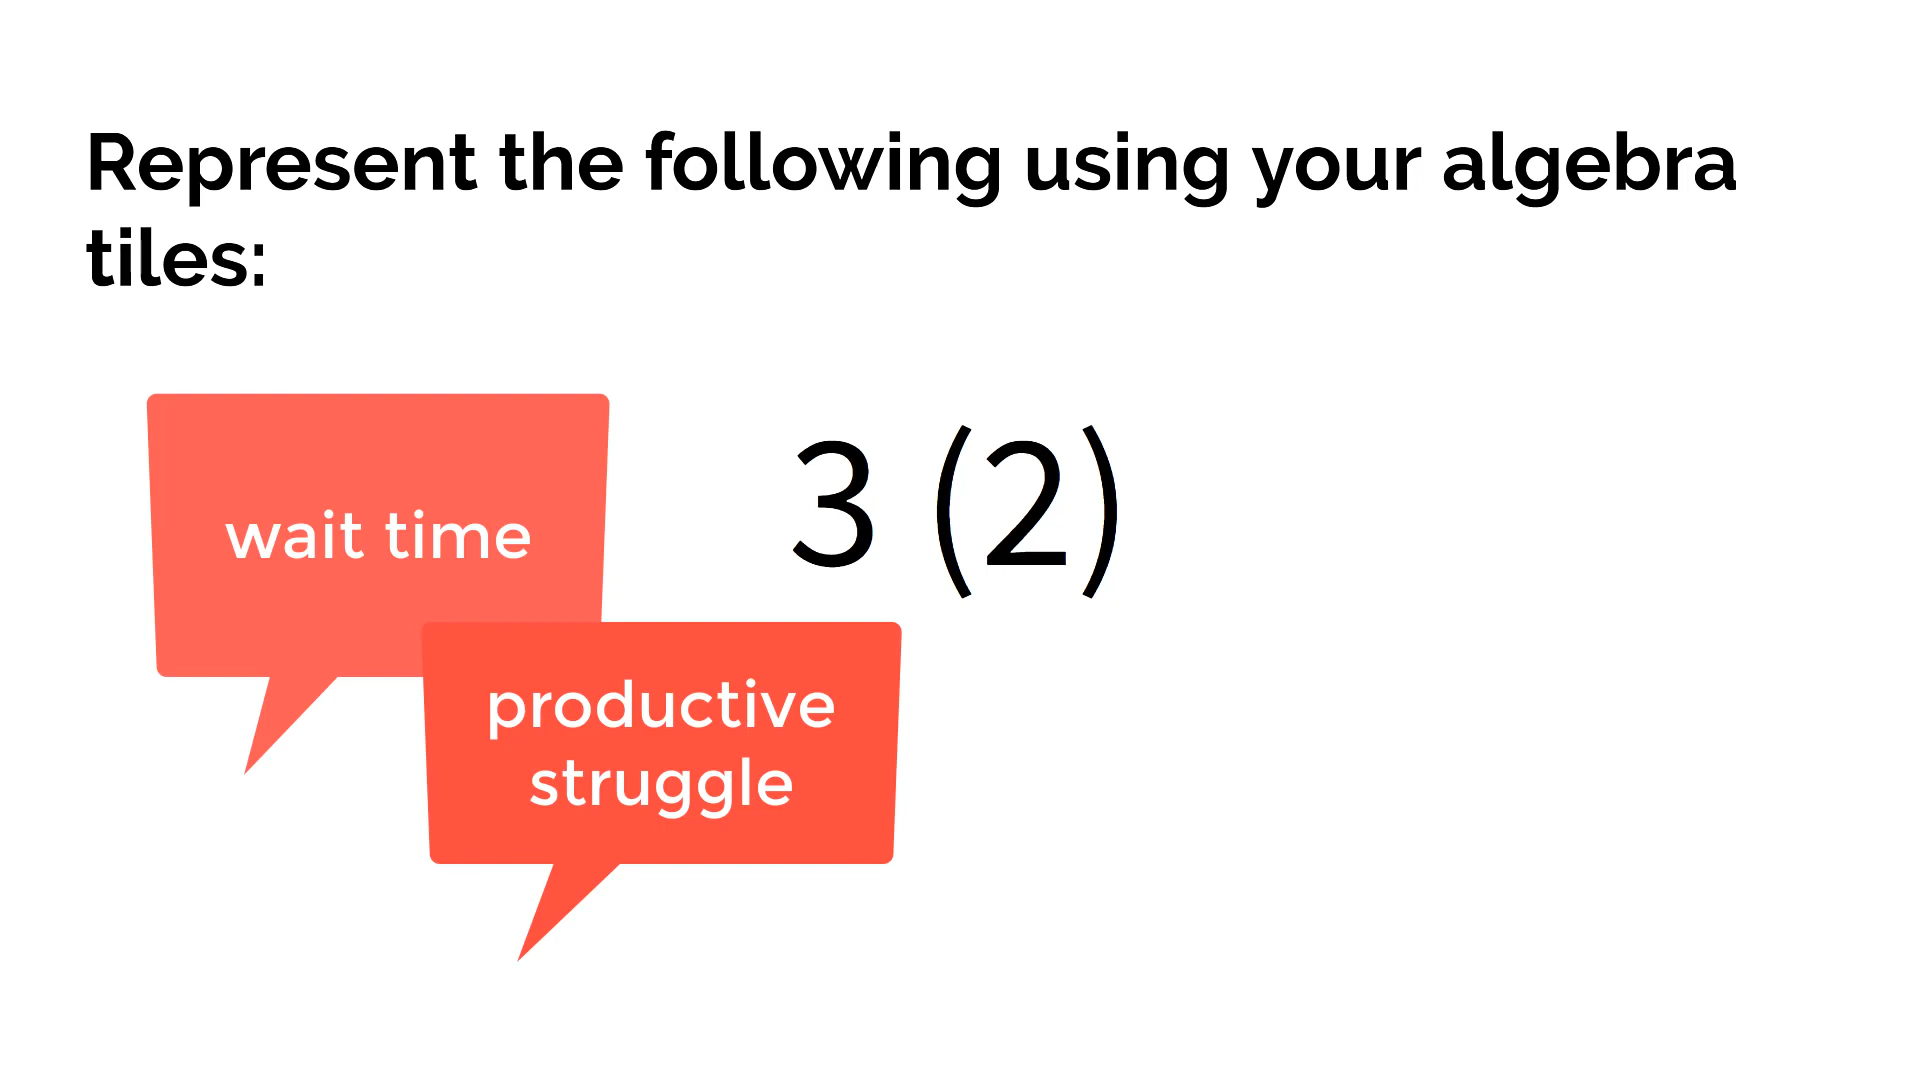 Represent the following using your algebra
tiles:
3 (2)
wait time
productive
struggle